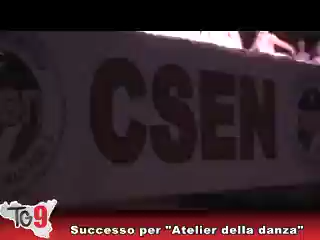 CSEN
TG9
Successo per "Atelier della danza"